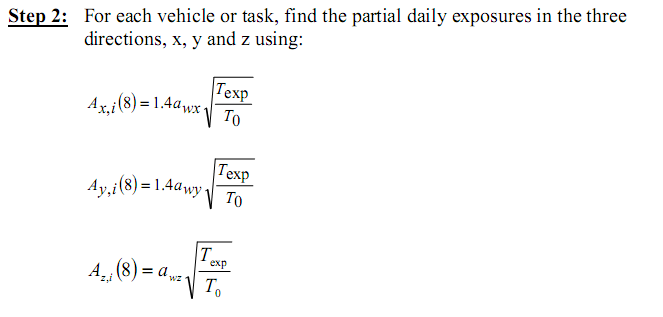 Step 2: For each vehicle or task, find the partial daily exposures in the three
directions, x, y and z using:
A_{x,i}(8) = 1.4a_{wx} \sqrt{\frac{T_{exp}}{T_0}}
A_{y,i}(8) = 1.4a_{wy} \sqrt{\frac{T_{exp}}{T_0}}
A_{z,i}(8) = a_{wz} \sqrt{\frac{T_{exp}}{T_0}}